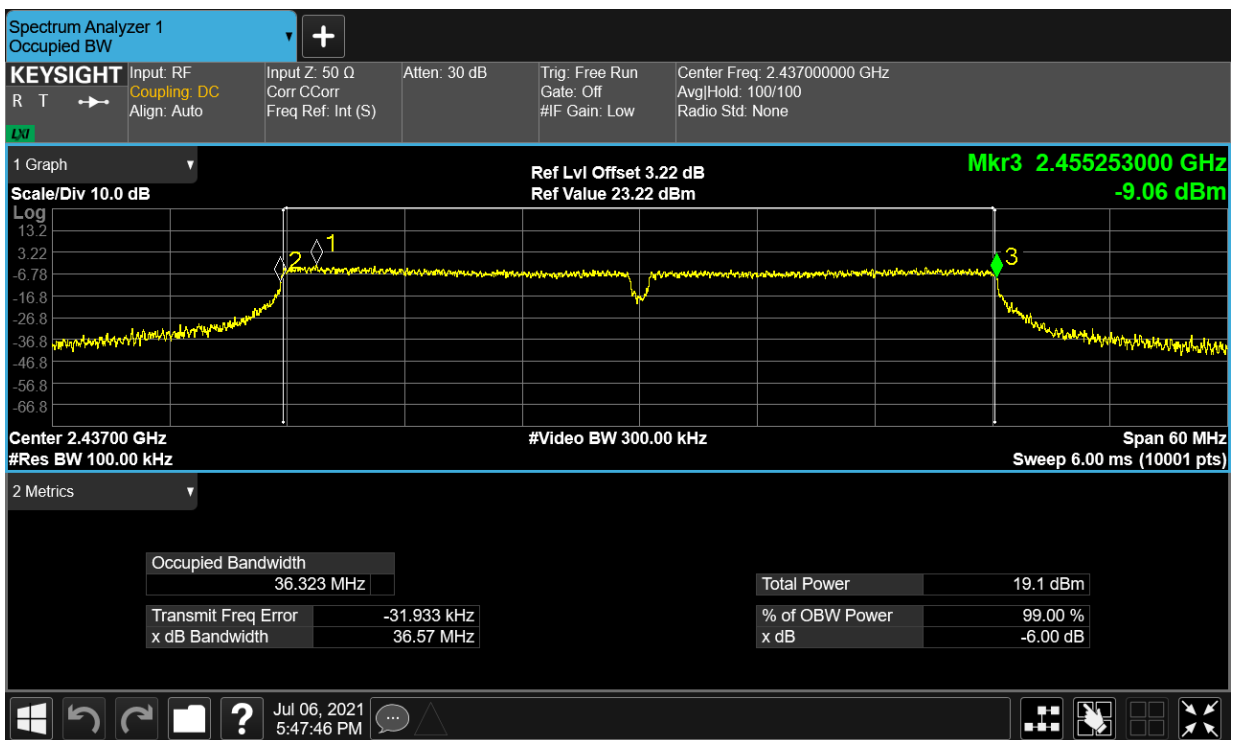 Spectrum Analyzer 1
Occupied BW
KEYSIGHT
R T
LXI
Input: RF
Coupling: DC
Align: Auto
Input Z: 50 Ω
Corr CCorr
Freq Ref: Int (S)
Atten: 30 dB
Trig: Free Run
Gate: Off
#IF Gain: Low
Center Freq: 2.437000000 GHz
Avg|Hold: 100/100
Radio Std: None
1 Graph
Scale/Div 10.0 dB
Ref Lvl Offset 3.22 dB
Ref Value 23.22 dBm
Mkr3 2.455253000 GHz
-9.06 dBm
Log
13.2
3.22
-6.78
-16.8
-26.8
-36.8
-46.8
-56.8
-66.8
2
1
3
Center 2.43700 GHz
#Res BW 100.00 kHz
#Video BW 300.00 kHz
Span 60 MHz
Sweep 6.00 ms (10001 pts)
2 Metrics
Occupied Bandwidth
36.323 MHz
Transmit Freq Error -31.933 kHz
x dB Bandwidth 36.57 MHz
Total Power 19.1 dBm
% of OBW Power 99.00 %
x dB -6.00 dB
?
Jul 06, 2021
5:47:46 PM